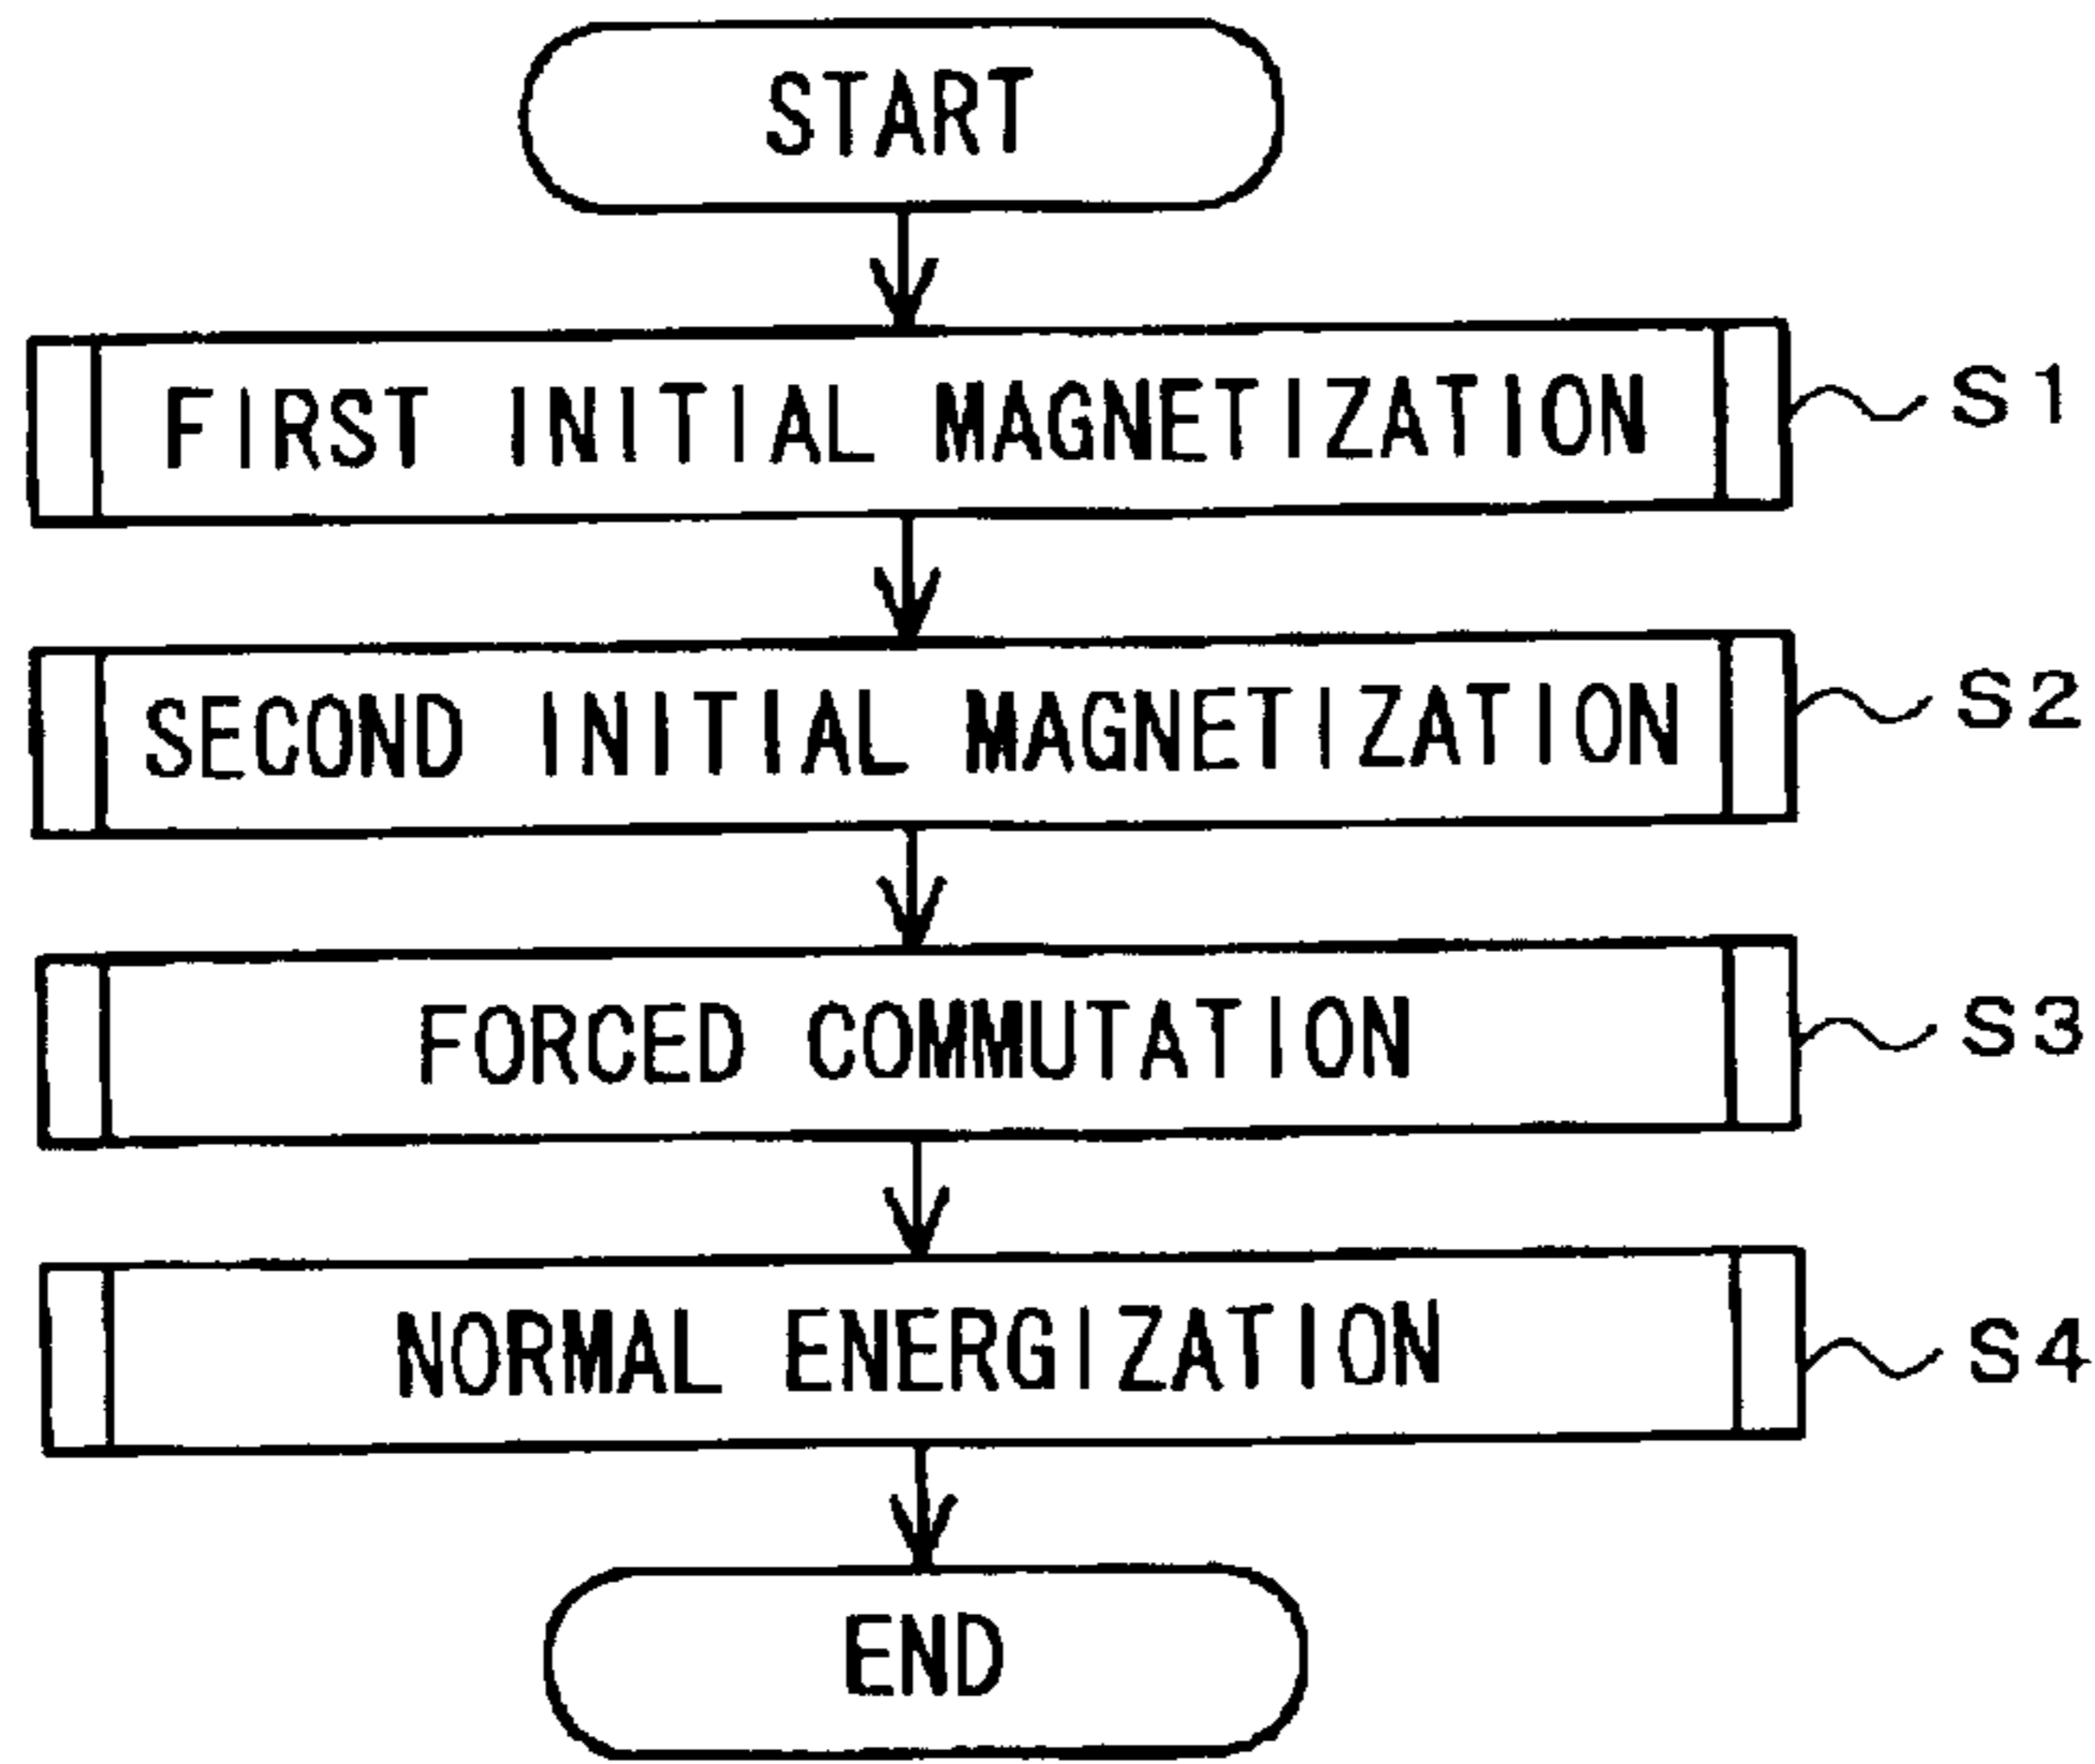 START
FIRST INITIAL MAGNETIZATION S1
SECOND INITIAL MAGNETIZATION S2
FORCED COMMUTATION S3
NORMAL ENERGIZATION S4
END